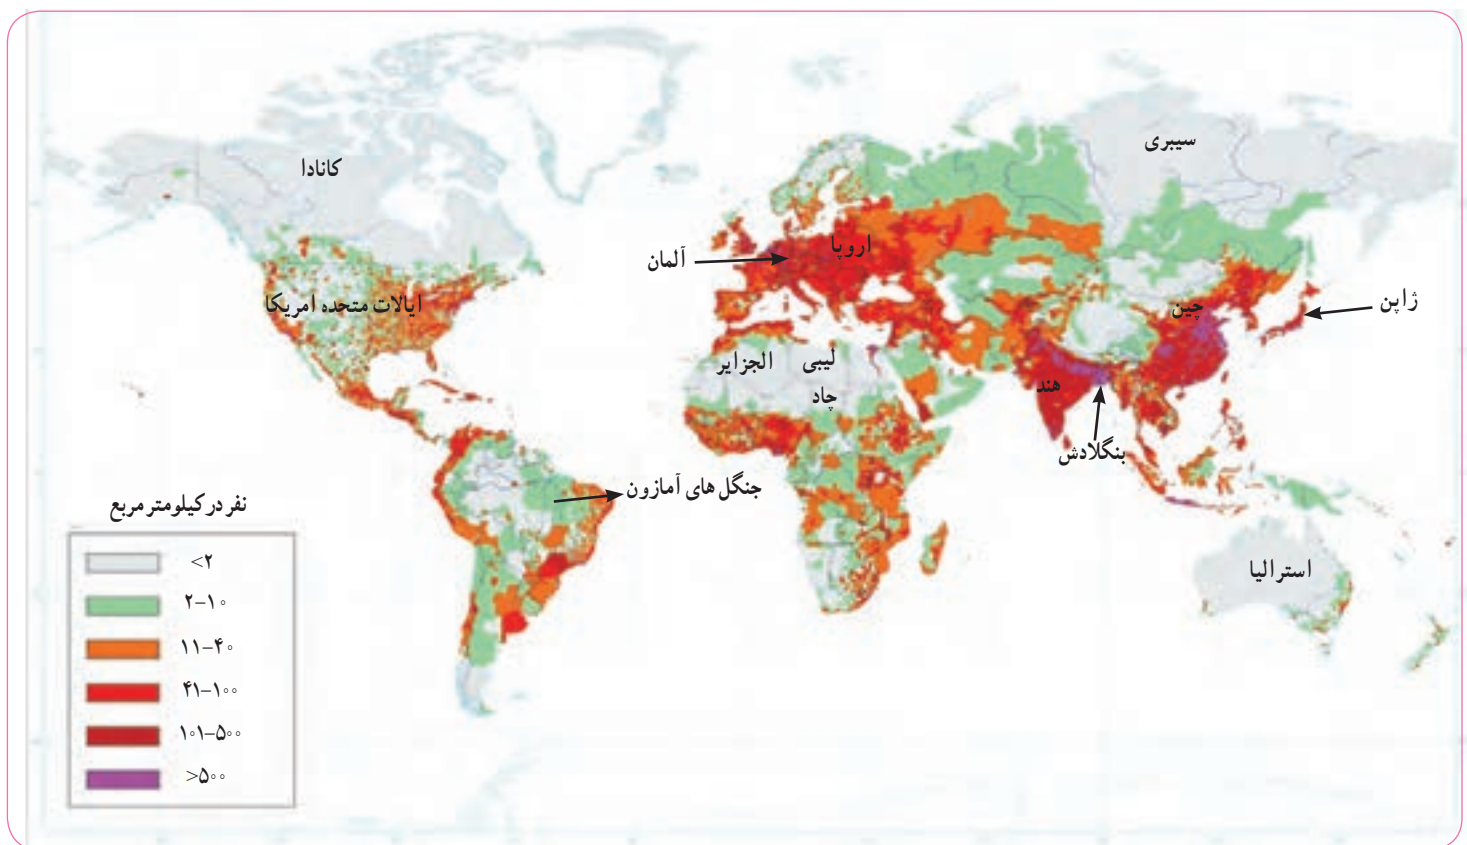 کانادا
سیبری
اروپا
آلمان
ایالات متحده امریکا
چین
ژاپن
الجزایر
لیبی
چاد
هند
بنگلادش
جنگل های آمازون
استرالیا
نفر در کیلومتر مربع
<۲
۲–۱۰
۱۱–۴۰
۴۱–۱۰۰
۱۰۱–۵۰۰
>۵۰۰